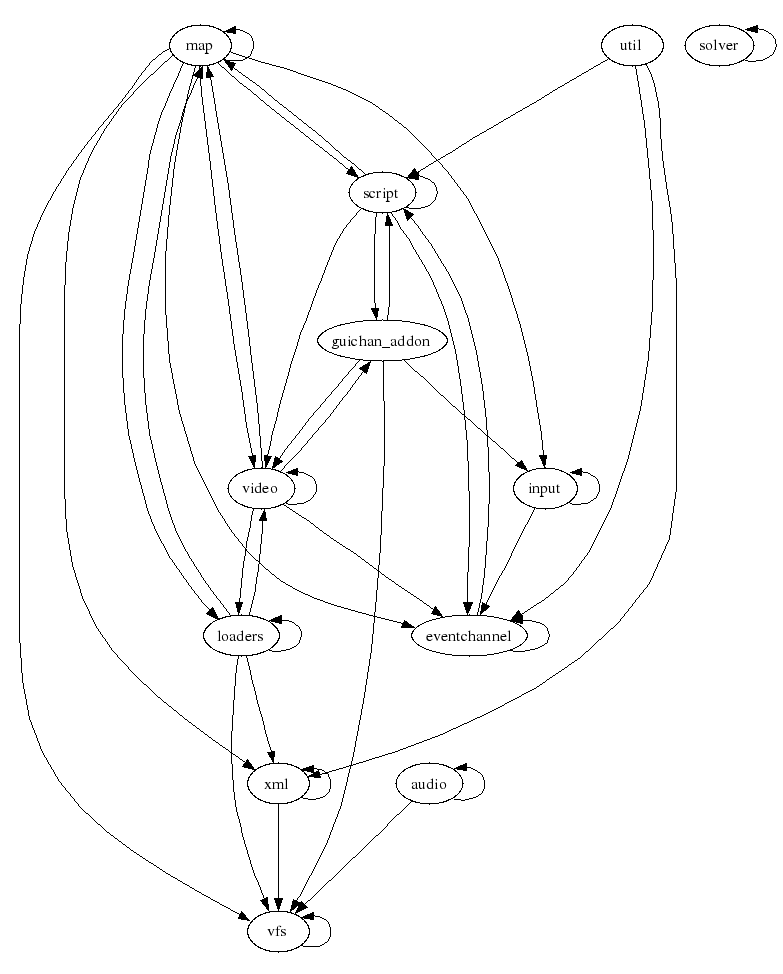 map
util
solver
script
guichan_addon
video
input
loaders
eventchannel
xml
audio
vfs